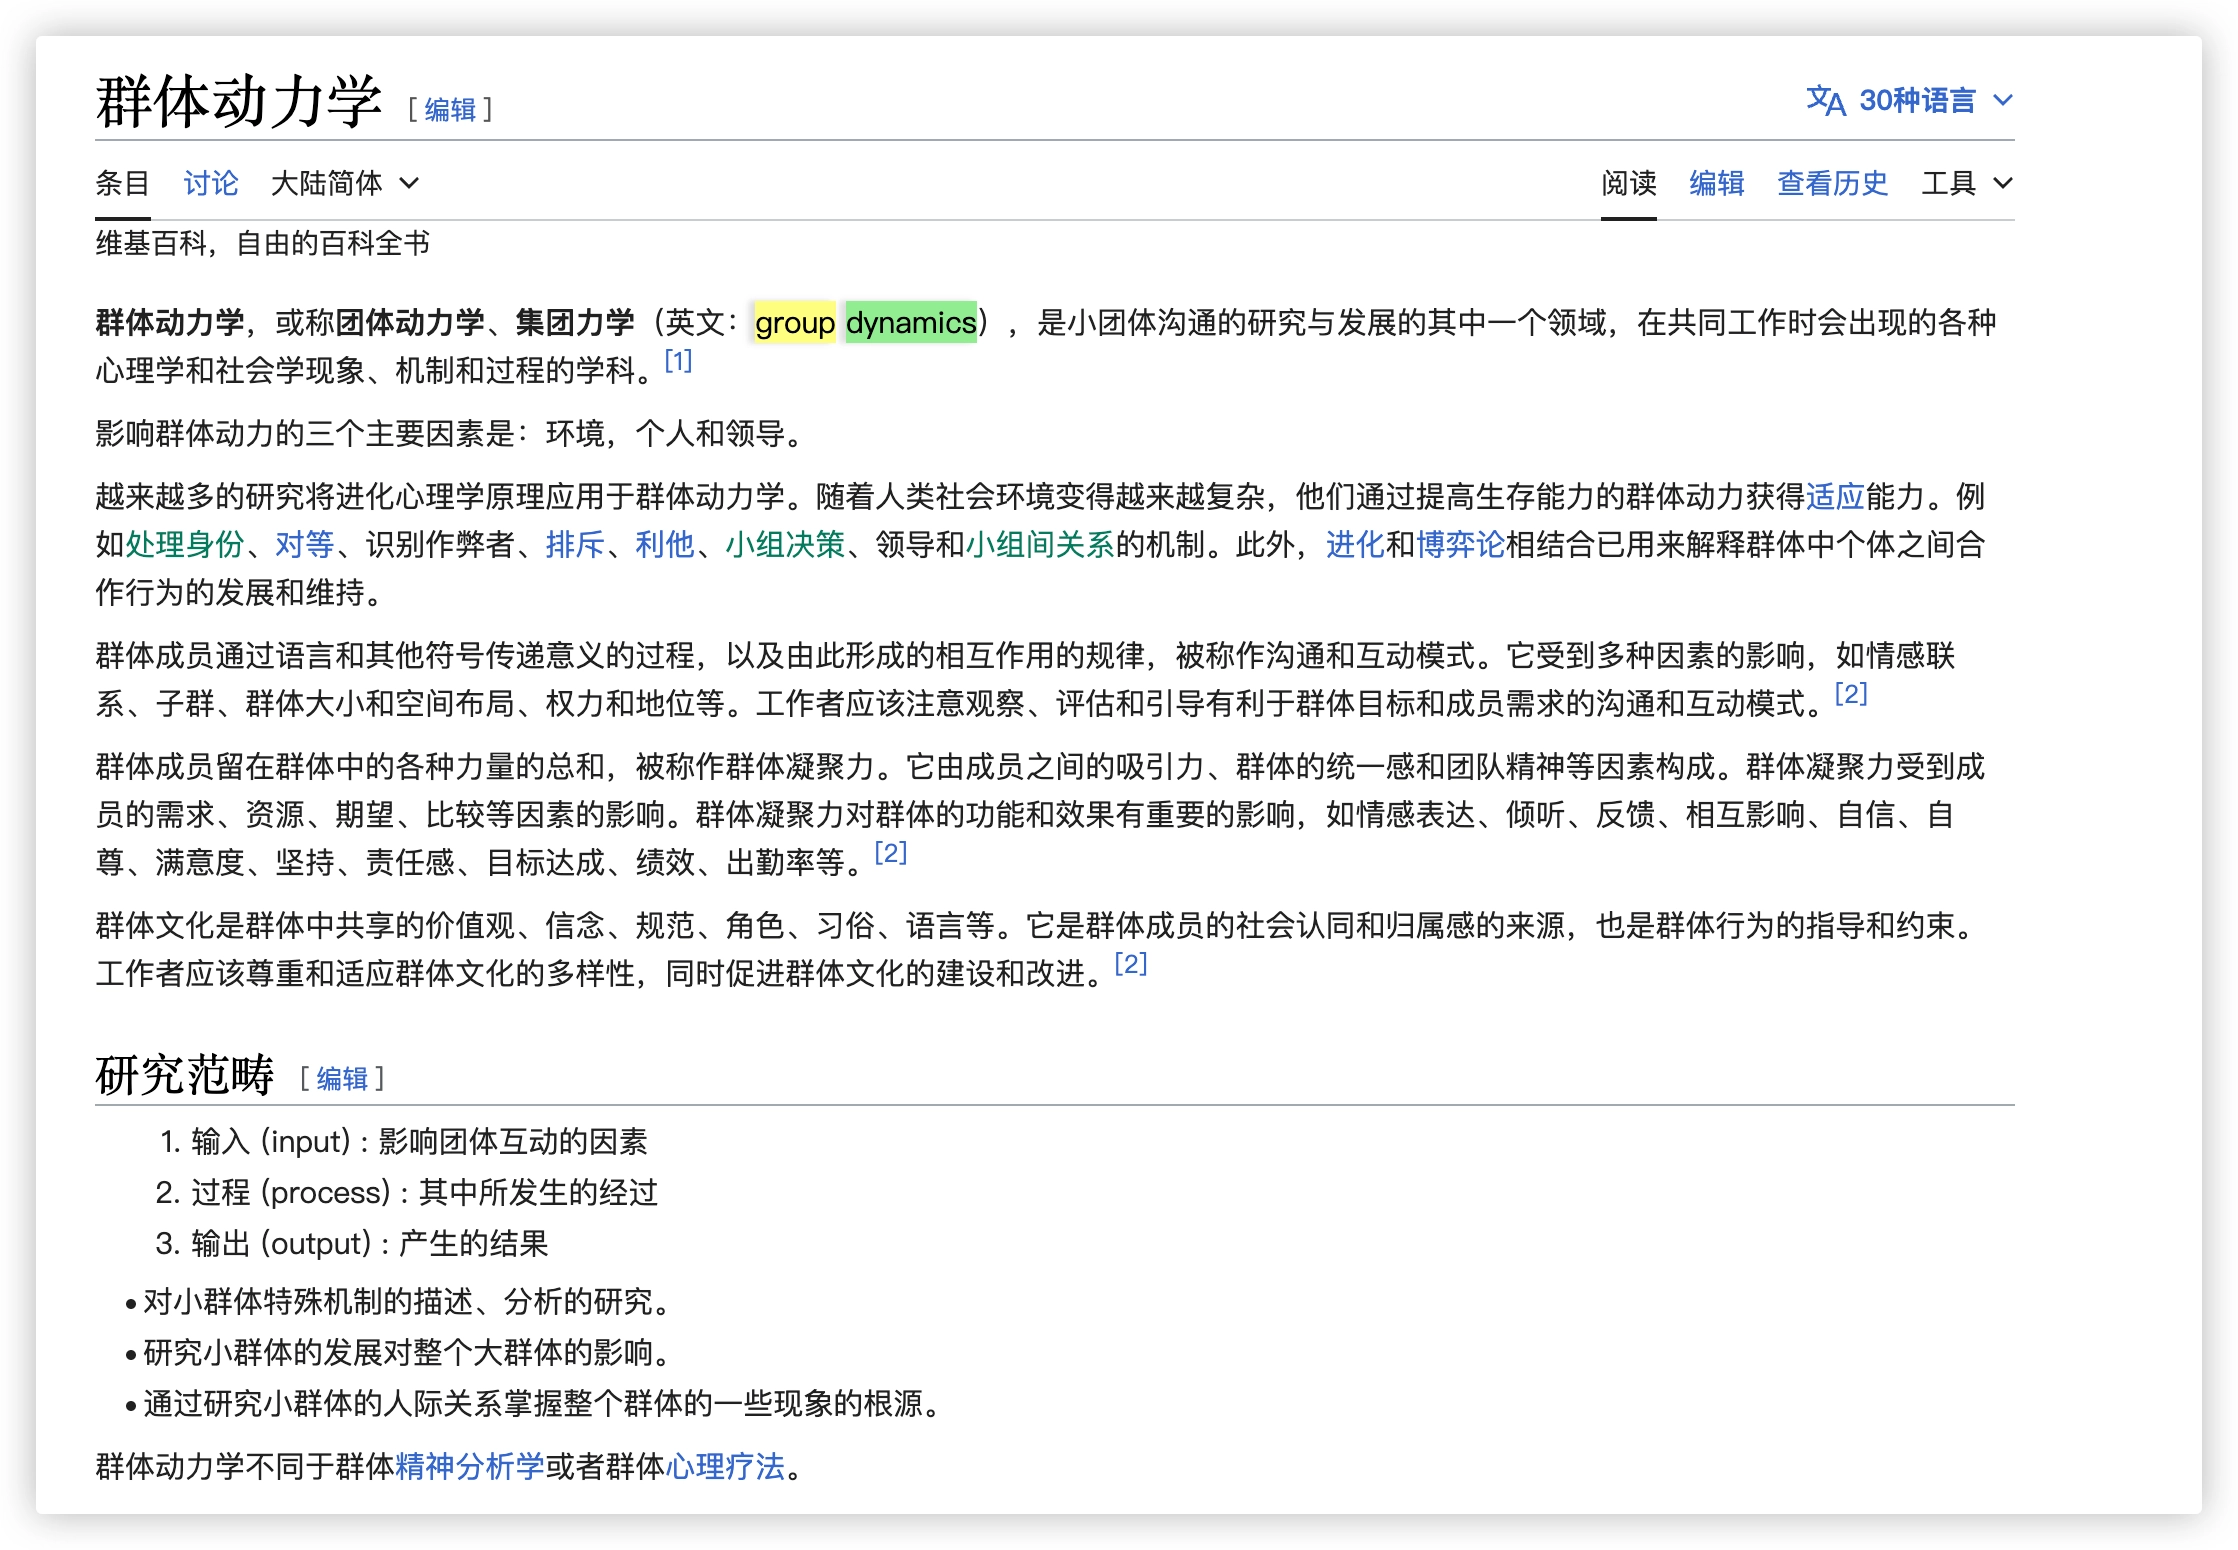 群体动力学 [ 编辑 ]
30种语言
条目 讨论 大陆简体
阅读 编辑 查看历史 工具
维基百科，自由的百科全书
群体动力学，或称团体动力学、集团力学（英文：group dynamics），是小团体沟通的研究与发展的其中一个领域，在共同工作时会出现的各种
心理学和社会学现象、机制和过程的学科。[1]
影响群体动力的三个主要因素是：环境，个人和领导。
越来越多的研究将进化心理学原理应用于群体动力学。随着人类社会环境变得越来越复杂，他们通过提高生存能力的群体动力获得适应能力。例
如处理身份、对等、识别作弊者、排斥、利他、小组决策、领导和小组间关系的机制。此外，进化和博弈论相结合已用来解释群体中个体之间合
作行为的发展和维持。
群体成员通过语言和其他符号传递意义的过程，以及由此形成的相互作用的规律，被称作沟通和互动模式。它受到多种因素的影响，如情感联
系、子群、群体大小和空间布局、权力和地位等。工作者应该注意观察、评估和引导有利于群体目标和成员需求的沟通和互动模式。[2]
群体成员留在群体中的各种力量的总和，被称作群体凝聚力。它由成员之间的吸引力、群体的统一感和团队精神等因素构成。群体凝聚力受到成
员的需求、资源、期望、比较等因素的影响。群体凝聚力对群体的功能和效果有重要的影响，如情感表达、倾听、反馈、相互影响、自信、自
尊、满意度、坚持、责任感、目标达成、绩效、出勤率等。[2]
群体文化是群体中共享的价值观、信念、规范、角色、习俗、语言等。它是群体成员的社会认同和归属感的来源，也是群体行为的指导和约束。
工作者应该尊重和适应群体文化的多样性，同时促进群体文化的建设和改进。[2]
研究范畴 [ 编辑 ]
1. 输入 (input) : 影响团体互动的因素
2. 过程 (process) : 其中所发生的经过
3. 输出 (output) : 产生的结果
• 对小群体特殊机制的描述、分析的研究。
• 研究小群体的发展对整个大群体的影响。
• 通过研究小群体的人际关系掌握整个群体的一些现象的根源。
群体动力学不同于群体精神分析学或者群体心理疗法。